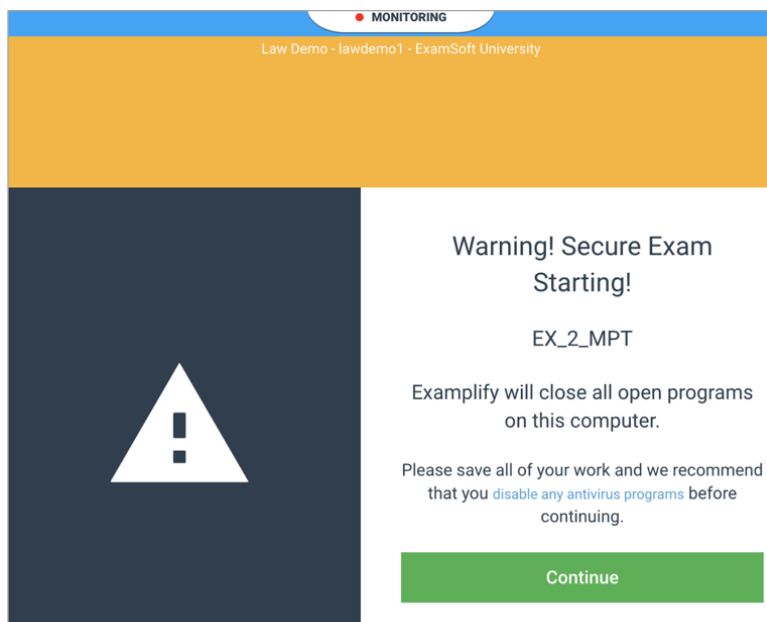 MONITORING
Law Demo - lawdemo1 - ExamSoft University
Warning! Secure Exam
Starting!
EX_2_MPT
Examplify will close all open programs
on this computer.
Please save all of your work and we recommend
that you disable any antivirus programs before
continuing.
Continue